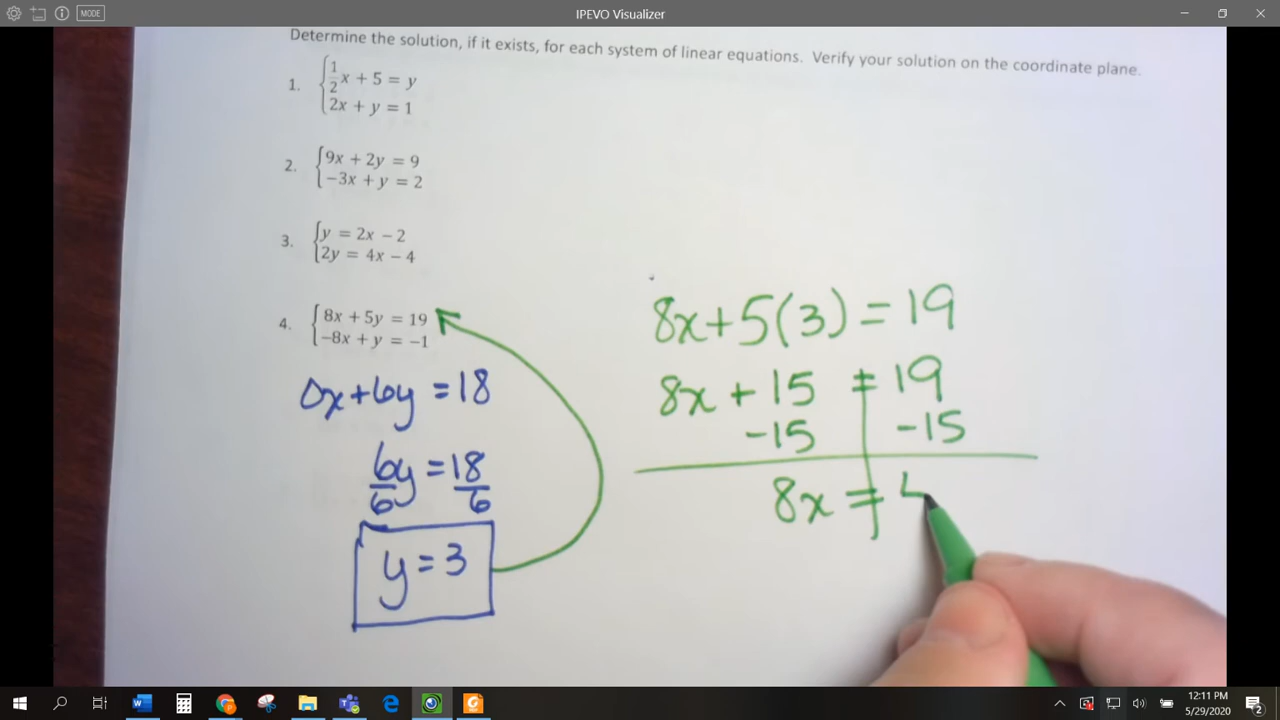 MODE
IPEVO Visualizer
Determine the solution, if it exists, for each system of linear equations. Verify your solution on the coordinate plane.
1. 1/2x + 5 = y
2x + y = 1
2. 9x + 2y = 9
−3x + y = 2
3. y = 2x − 2
2y = 4x − 4
4. 8x + 5y = 19
−8x + y = −1
0x+6y = 18
6y = 18
6 6
y = 3
8x+5(3) = 19
8x + 15 = 19
-15 -15
8x = 4
12:11 PM
5/29/2020
2